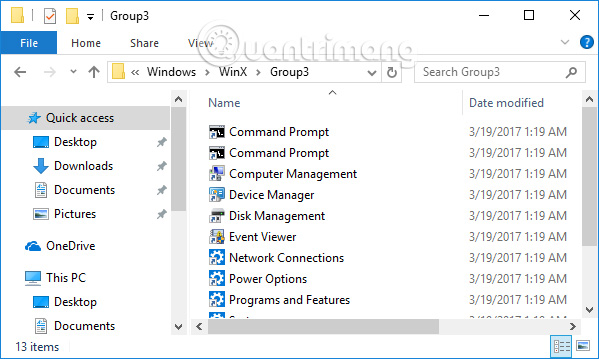 Group3
Quantrimang
File
Home
Share
View
« Windows > WinX > Group3
Search Group3
Quick access
Desktop
Downloads
Documents
Pictures
OneDrive
This PC
Desktop
Documents
Name Date modified
Command Prompt 3/19/2017 1:19 AM
Command Prompt 3/19/2017 1:19 AM
Computer Management 3/19/2017 1:19 AM
Device Manager 3/19/2017 1:19 AM
Disk Management 3/19/2017 1:19 AM
Event Viewer 3/19/2017 1:19 AM
Network Connections 3/19/2017 1:19 AM
Power Options 3/19/2017 1:19 AM
Programs and Features 3/19/2017 1:19 AM
13 items